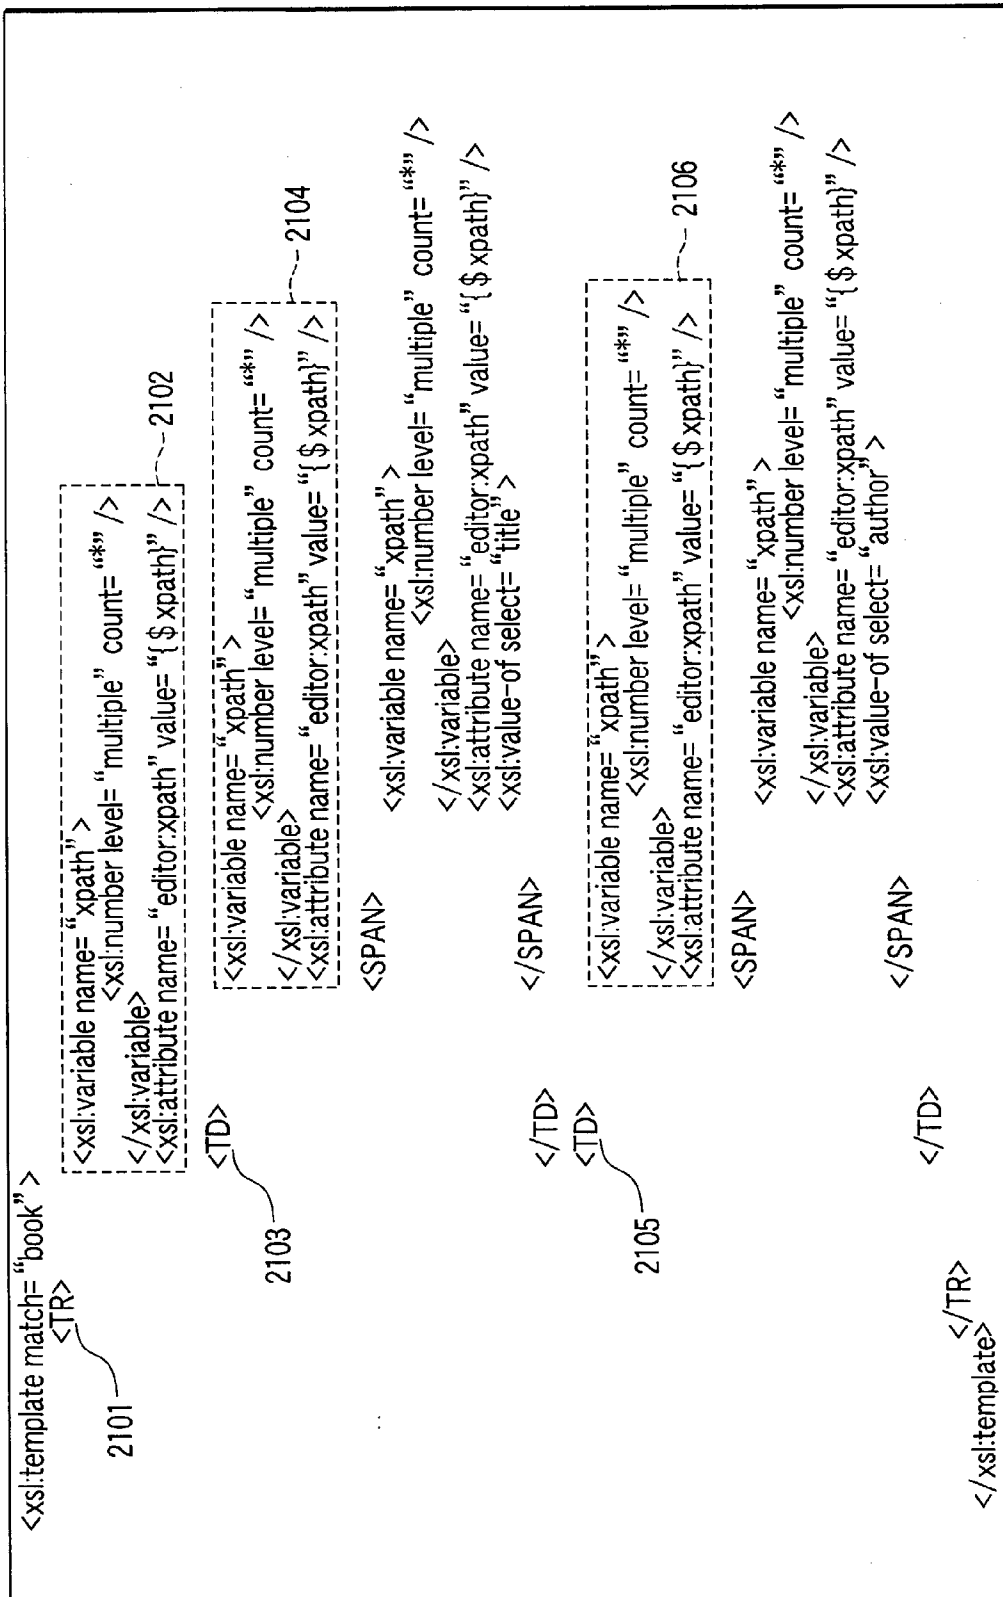 <xsl:template match= “book” >
<TR>
2101
<xsl:variable name= “xpath” >
<xsl:number level= “multiple” count= “*” />
</xsl:variable>
<xsl:attribute name= “editor:xpath” value= “{$ xpath}” />
2102
<TD>
2103
<xsl:variable name= “xpath” >
<xsl:number level= “multiple” count= “*” />
</xsl:variable>
<xsl:attribute name= “editor:xpath” value= “{$ xpath}” />
2104
<SPAN>
<xsl:variable name= “xpath” >
<xsl:number level= “multiple” count= “*” />
</xsl:variable>
<xsl:attribute name= “editor:xpath” value= “{$ xpath}” />
<xsl:value-of select= “title” >
</SPAN>
</TD>
<TD>
2105
<xsl:variable name= “xpath” >
<xsl:number level= “multiple” count= “*” />
</xsl:variable>
<xsl:attribute name= “editor:xpath” value= “{$ xpath}” />
2106
<SPAN>
<xsl:variable name= “xpath” >
<xsl:number level= “multiple” count= “*” />
</xsl:variable>
<xsl:attribute name= “editor:xpath” value= “{$ xpath}” />
<xsl:value-of select= “author” >
</SPAN>
</TD>
</TR>
</xsl:template>